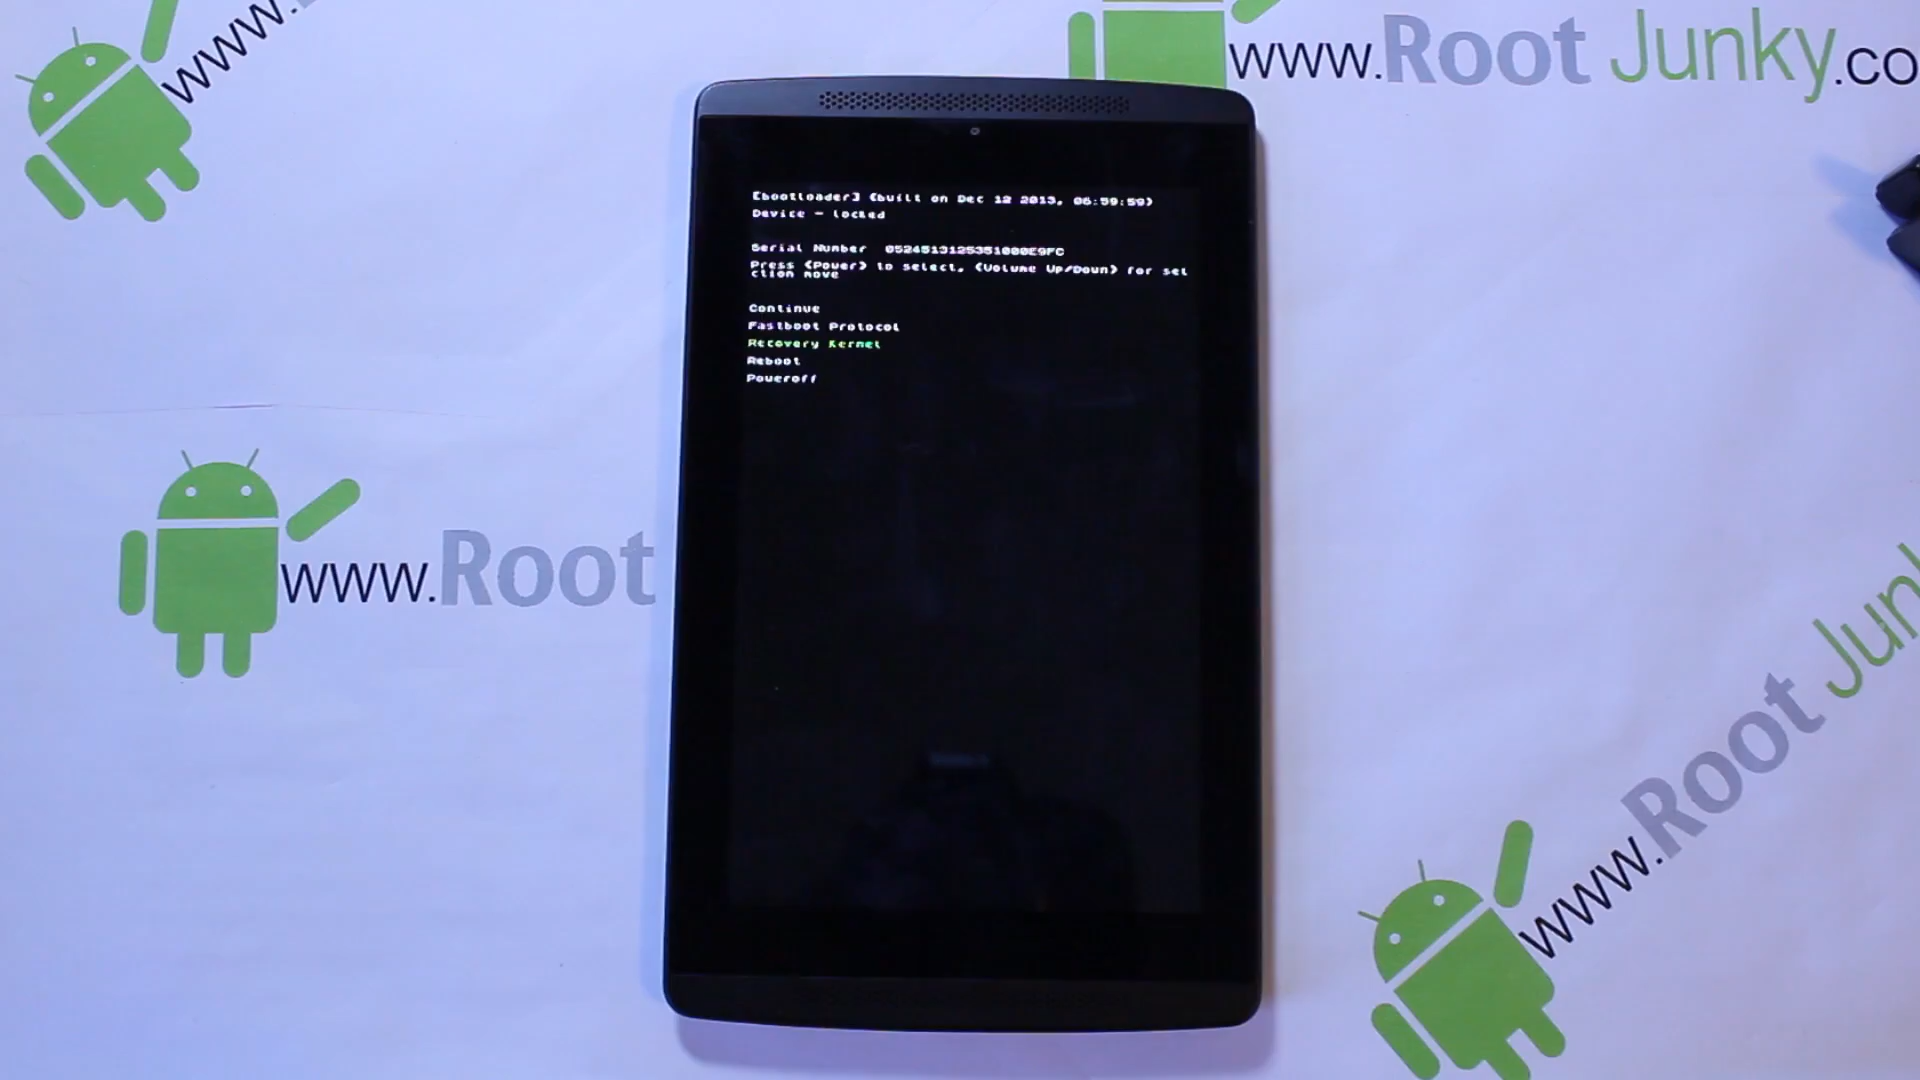 www.
www.Root Junky.co
[bootloader] (built on Dec 12 2013, 06:59:59)
Device - locked
Serial Number 0524513125351000E9FC
Press <Power> to select, <Volume Up/Down> for sel
ction move
Continue
Fastboot Protocol
Recovery Kernel
Reboot
Poweroff
www.Root
www.Root Jun